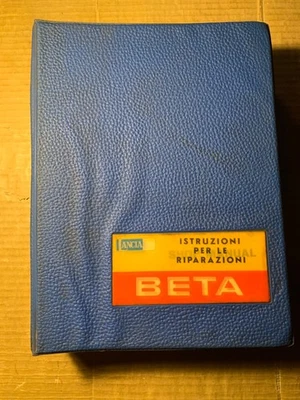 LANCIA
ISTRUZIONI
PER LE
RIPARAZIONI
BETA